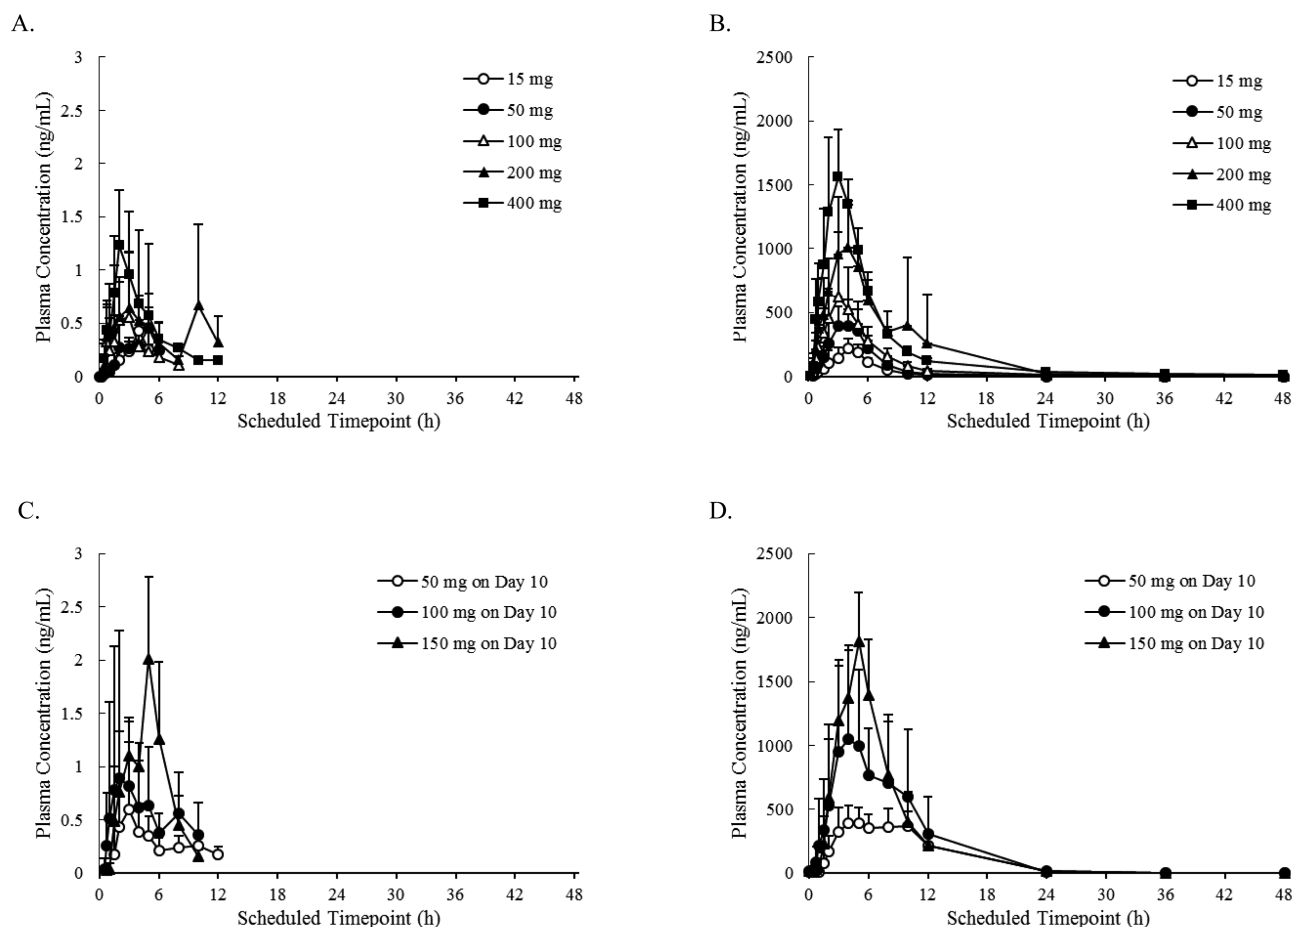 A.
Plasma Concentration (ng/mL)
3
2.5
2
1.5
1
0.5
0
0 6 12 18 24 30 36 42 48
Scheduled Timepoint (h)
15 mg
50 mg
100 mg
200 mg
400 mg
B.
Plasma Concentration (ng/mL)
2500
2000
1500
1000
500
0
0 6 12 18 24 30 36 42 48
Scheduled Timepoint (h)
15 mg
50 mg
100 mg
200 mg
400 mg
C.
Plasma Concentration (ng/mL)
3
2.5
2
1.5
1
0.5
0
0 6 12 18 24 30 36 42 48
Scheduled Timepoint (h)
50 mg on Day 10
100 mg on Day 10
150 mg on Day 10
D.
Plasma Concentration (ng/mL)
2500
2000
1500
1000
500
0
0 6 12 18 24 30 36 42 48
Scheduled Timepoint (h)
50 mg on Day 10
100 mg on Day 10
150 mg on Day 10